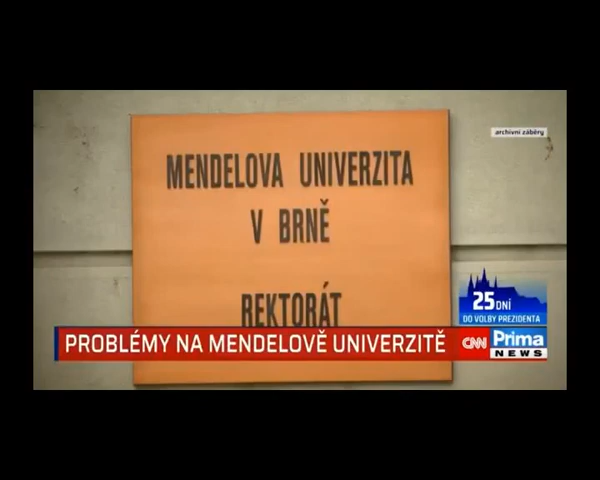 archivní záběry
MENDELOVA UNIVERZITA
V BRNĚ
REKTORÁT
25 DNÍ
DO VOLBY PREZIDENTA
PROBLÉMY NA MENDELOVĚ UNIVERZITĚ
CNN Prima
NEWS